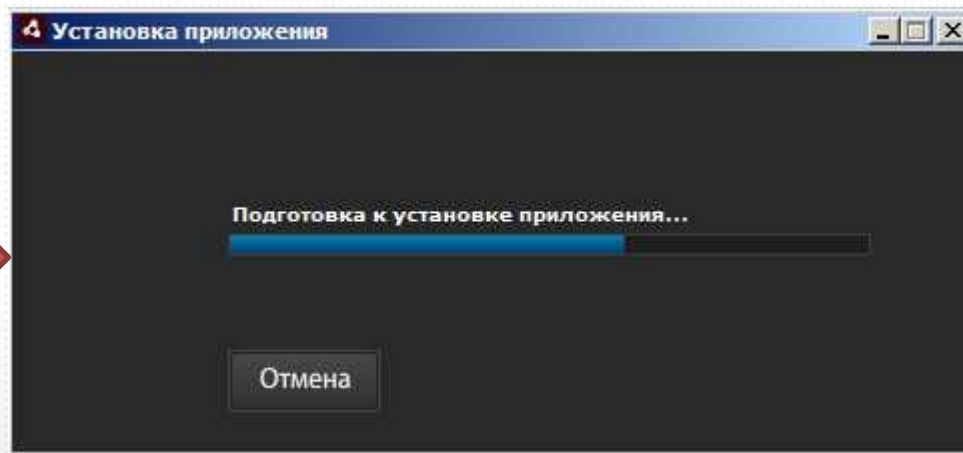 Установка приложения
Подготовка к установке приложения...
Отмена